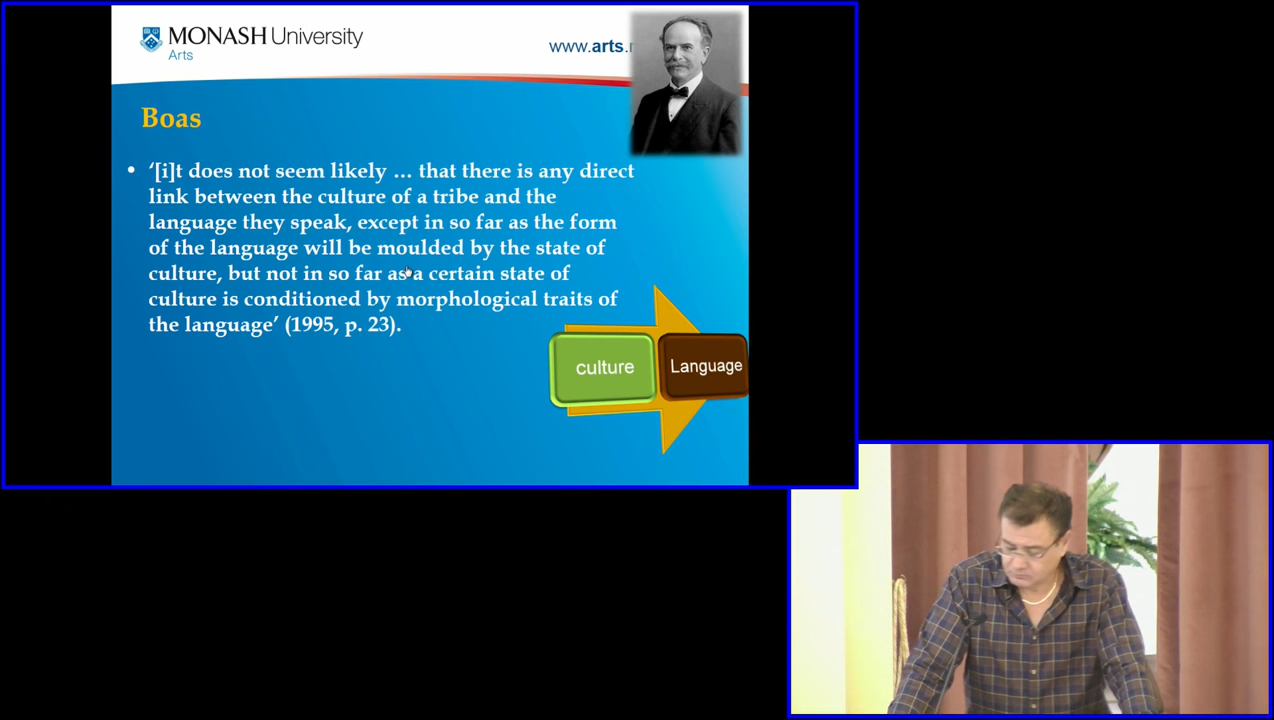 MONASH University
Arts
www.arts.
Boas
• ‘[i]t does not seem likely … that there is any direct
link between the culture of a tribe and the
language they speak, except in so far as the form
of the language will be moulded by the state of
culture, but not in so far as a certain state of
culture is conditioned by morphological traits of
the language’ (1995, p. 23).
culture
Language